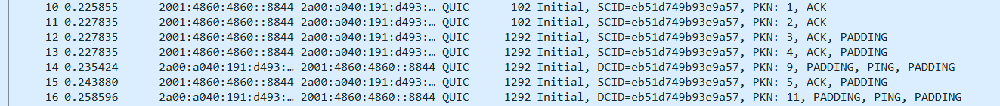 10 0.225855 2001:4860:4860::8844 2a00:a040:191:d493:… QUIC 102 Initial, SCID=eb51d749b93e9a57, PKN: 1, ACK
11 0.227835 2001:4860:4860::8844 2a00:a040:191:d493:… QUIC 102 Initial, SCID=eb51d749b93e9a57, PKN: 2, ACK
12 0.227835 2001:4860:4860::8844 2a00:a040:191:d493:… QUIC 1292 Initial, SCID=eb51d749b93e9a57, PKN: 3, ACK, PADDING
13 0.227835 2001:4860:4860::8844 2a00:a040:191:d493:… QUIC 1292 Initial, SCID=eb51d749b93e9a57, PKN: 4, ACK, PADDING
14 0.235424 2a00:a040:191:d493:… 2001:4860:4860::8844 QUIC 1292 Initial, DCID=eb51d749b93e9a57, PKN: 9, PADDING, PING, PADDING
15 0.243880 2001:4860:4860::8844 2a00:a040:191:d493:… QUIC 1292 Initial, SCID=eb51d749b93e9a57, PKN: 5, ACK, PADDING
16 0.258596 2a00:a040:191:d493:… 2001:4860:4860::8844 QUIC 1292 Initial, DCID=eb51d749b93e9a57, PKN: 11, PADDING, PING, PADDING